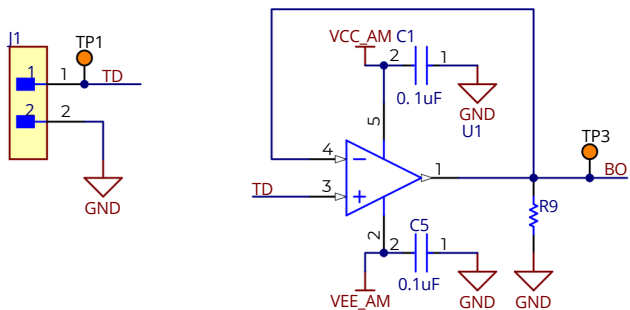 J1
TP1
1
1
TD
2
2
GND
VCC_AM
C1
2
1
0.1uF
GND
U1
5
4
3
TD
1
TP3
BO
R9
2
C5
2
1
0.1uF
VEE_AM
GND
GND